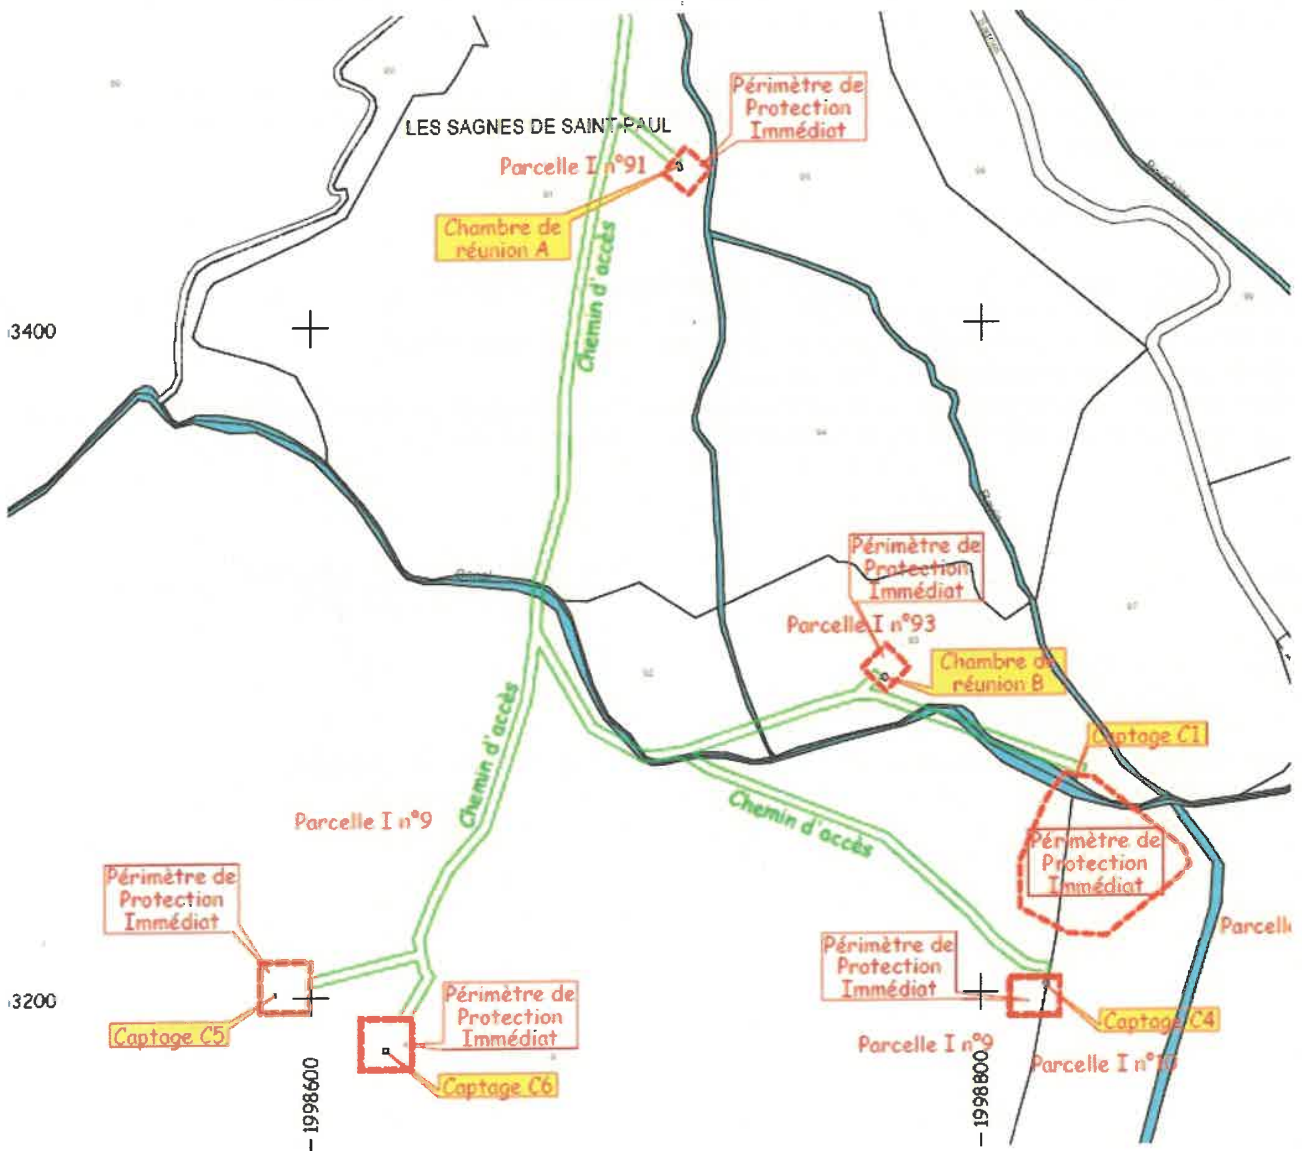 Périmètre de
Protection
Immédiat
LES SAGNES DE SAINT-PAUL
Parcelle I n°91
Chambre de
réunion A
Chemin d'accès
3400
Périmètre de
Protection
Immédiat
Parcelle I n°93
Chambre de
réunion B
Captage C1
Chemin d'accès
Chemin d'accès
Parcelle I n°9
Périmètre de
Protection
Immédiat
Périmètre de
Protection
Immédiat
Parcell
Périmètre de
Protection
Immédiat
3200
Périmètre de
Protection
Immédiat
Captage C5
Captage C4
Parcelle I n°9
Parcelle I n°10
Captage C6
1998600
1998800